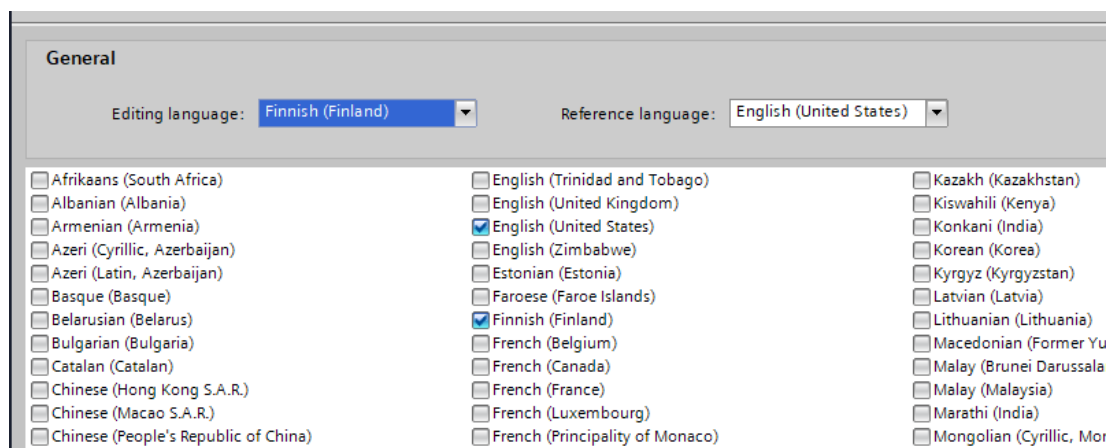 General
Editing language: Finnish (Finland) Reference language: English (United States)
Afrikaans (South Africa) English (Trinidad and Tobago) Kazakh (Kazakhstan)
Albanian (Albania) English (United Kingdom) Kiswahili (Kenya)
Armenian (Armenia) English (United States) Konkani (India)
Azeri (Cyrillic, Azerbaijan) English (Zimbabwe) Korean (Korea)
Azeri (Latin, Azerbaijan) Estonian (Estonia) Kyrgyz (Kyrgyzstan)
Basque (Basque) Faroese (Faroe Islands) Latvian (Latvia)
Belarusian (Belarus) Finnish (Finland) Lithuanian (Lithuania)
Bulgarian (Bulgaria) French (Belgium) Macedonian (Former Yu
Catalan (Catalan) French (Canada) Malay (Brunei Darussala
Chinese (Hong Kong S.A.R.) French (France) Malay (Malaysia)
Chinese (Macao S.A.R.) French (Luxembourg) Marathi (India)
Chinese (People's Republic of China) French (Principality of Monaco) Mongolian (Cyrillic, Mon